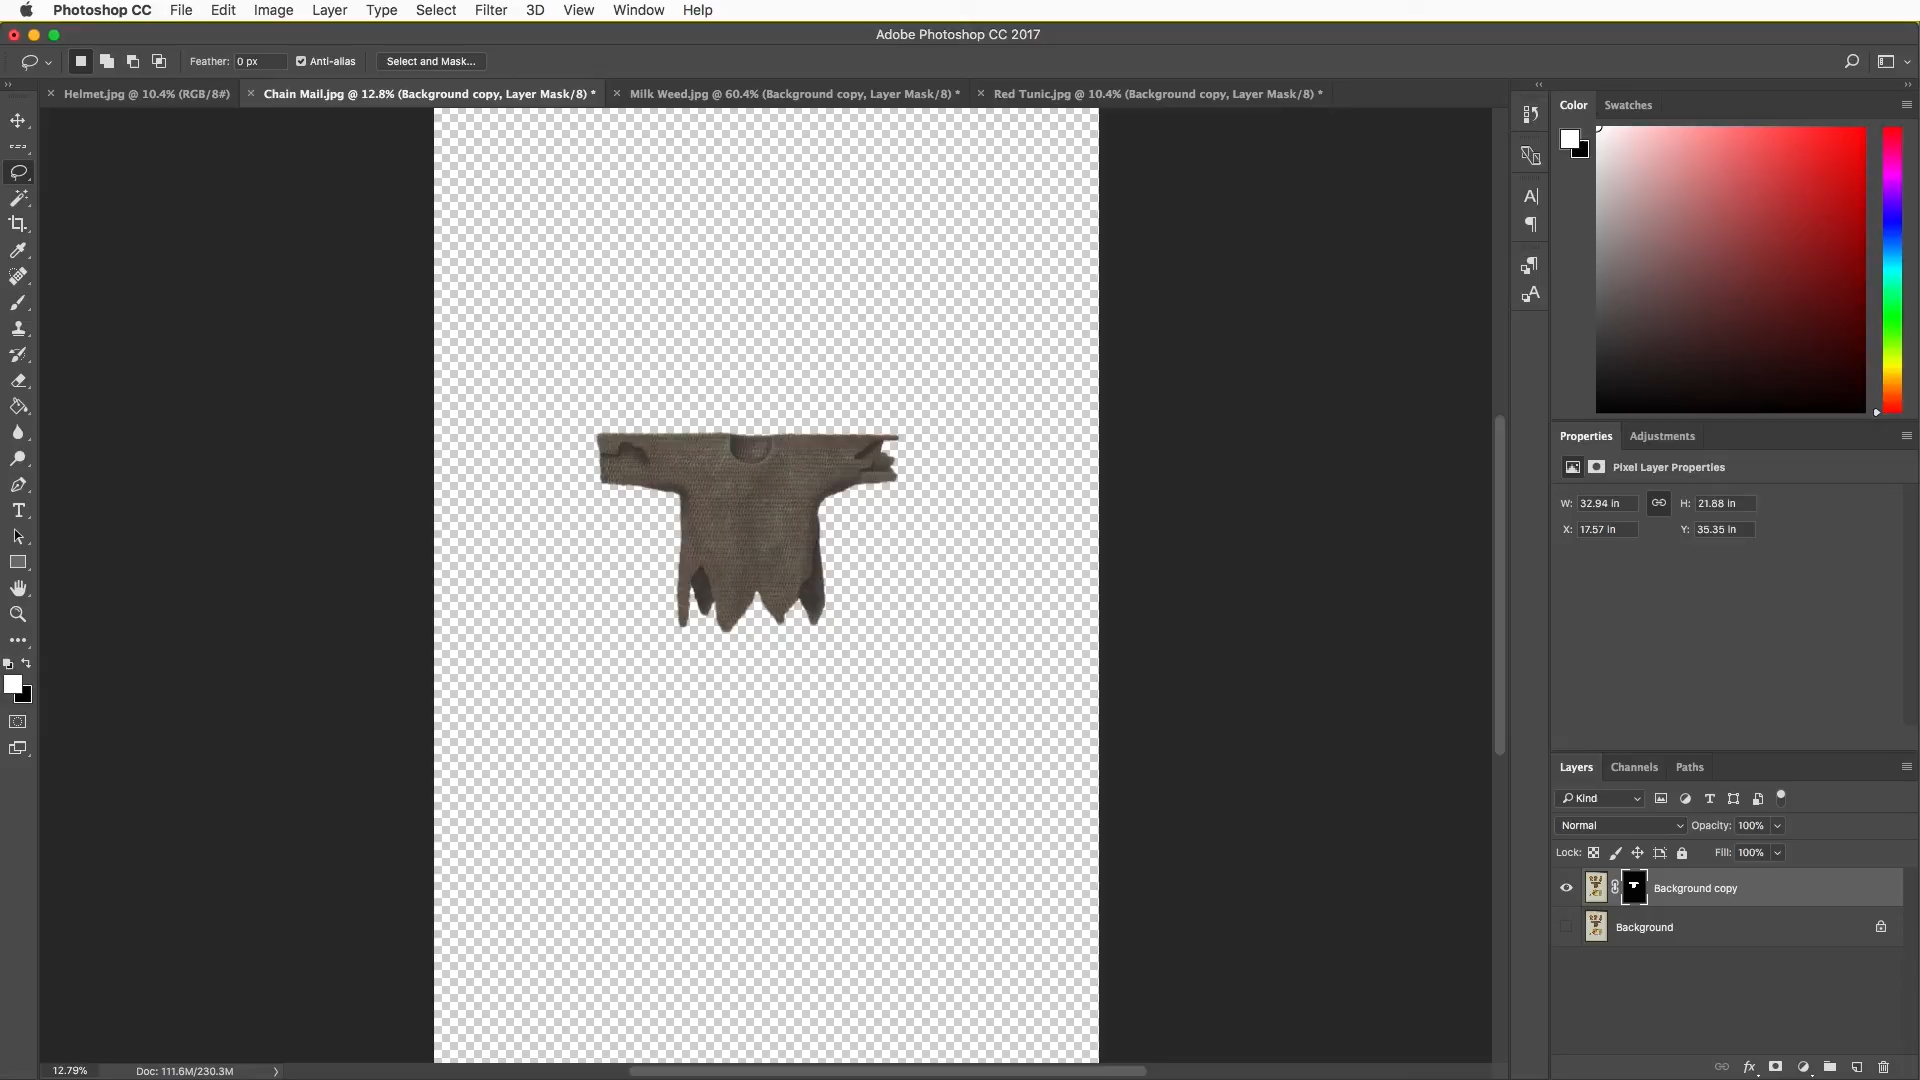 Photoshop CC File Edit Image Layer Type Select Filter 3D View Window Help
Adobe Photoshop CC 2017
Feather: 0 px Anti-alias Select and Mask...
Helmet.jpg @ 10.4% (RGB/8#) Chain Mail.jpg @ 12.8% (Background copy, Layer Mask/8) * Milk Weed.jpg @ 60.4% (Background copy, Layer Mask/8) * Red Tunic.jpg @ 10.4% (Background copy, Layer Mask/8) *
Color Swatches
Properties Adjustments
Pixel Layer Properties
W: 32.94 in H: 21.88 in
X: 17.57 in Y: 35.35 in
Layers Channels Paths
Kind
Normal Opacity: 100%
Lock: Fill: 100%
Background copy
Background
12.79% Doc: 111.6M/230.3M